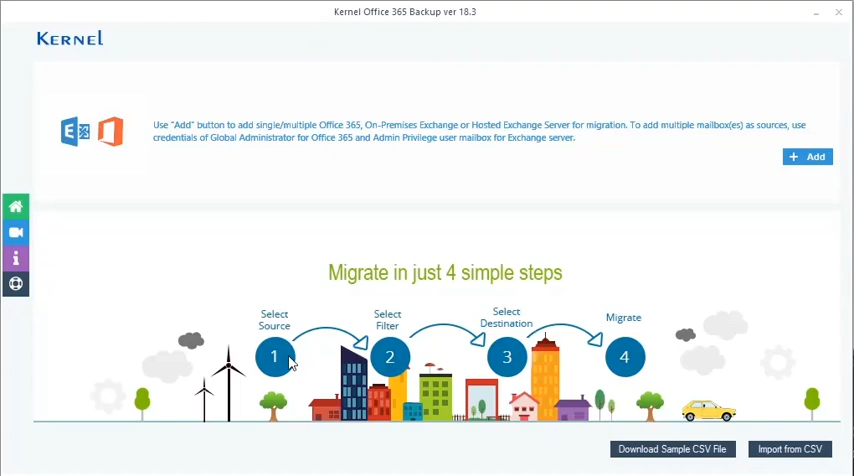 Kernel Office 365 Backup ver 18.3
KERNEL
Use "Add" button to add single/multiple Office 365, On-Premises Exchange or Hosted Exchange Server for migration. To add multiple mailbox(es) as sources, use
credentials of Global Administrator for Office 365 and Admin Privilege user mailbox for Exchange server.
+ Add
Migrate in just 4 simple steps
Select
Source
Select
Filter
Select
Destination
Migrate
1
2
3
4
Download Sample CSV File
Import from CSV